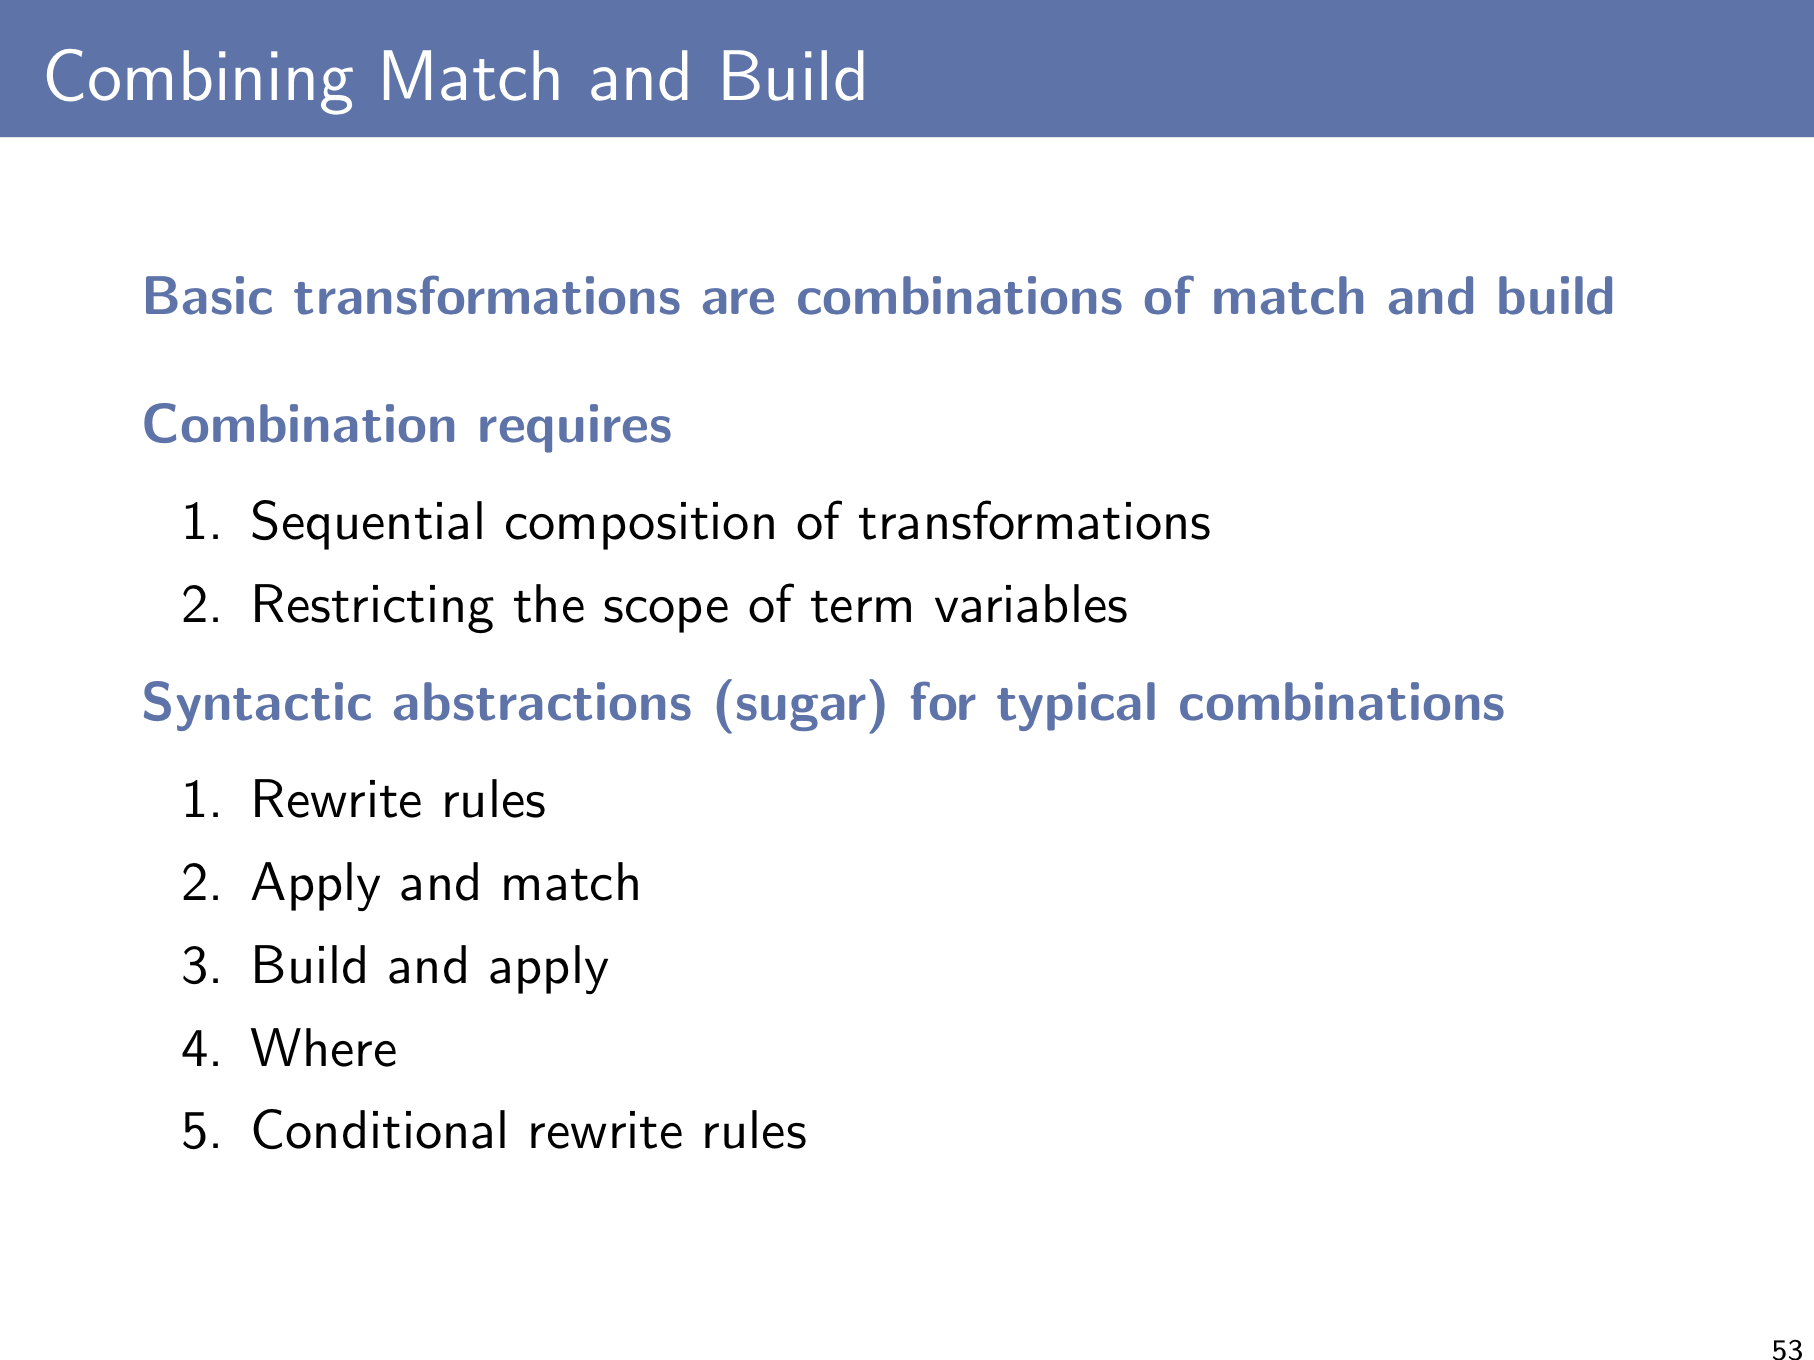 Combining Match and Build
Basic transformations are combinations of match and build
Combination requires
1. Sequential composition of transformations
2. Restricting the scope of term variables
Syntactic abstractions (sugar) for typical combinations
1. Rewrite rules
2. Apply and match
3. Build and apply
4. Where
5. Conditional rewrite rules
53